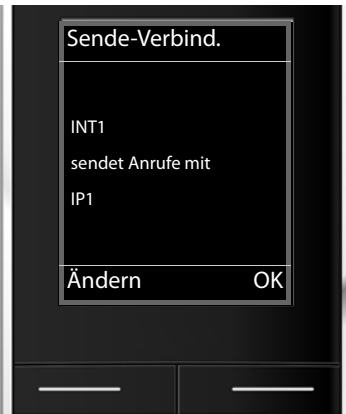 Sende-Verbind.
INT1
sendet Anrufe mit
IP1
Ändern OK